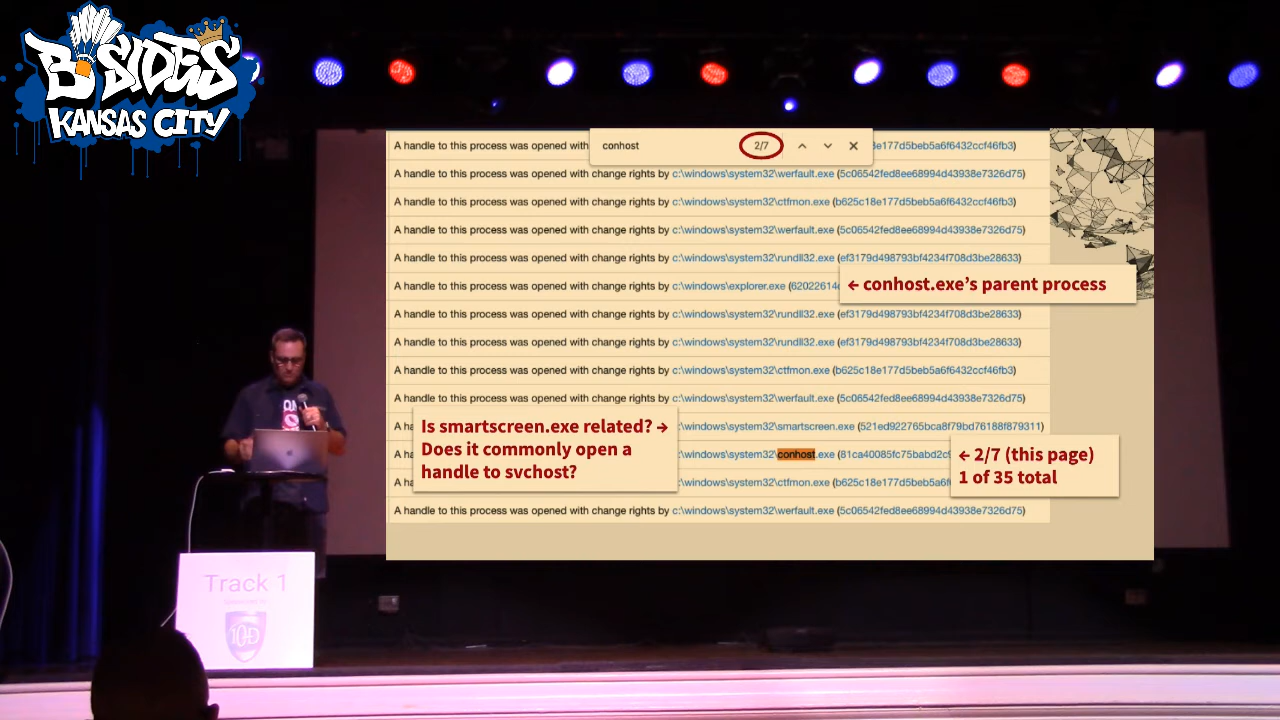 B SIDES
KANSAS CITY
conhost 2/7
A handle to this process was opened with 8e177d5beb5a6f6432ccf46fb3)
A handle to this process was opened with change rights by c:\windows\system32\werfault.exe (5c06542fed8ee68994d43938e7326d75)
A handle to this process was opened with change rights by c:\windows\system32\ctfmon.exe (b625c18e177d5beb5a6f6432ccf46fb3)
A handle to this process was opened with change rights by c:\windows\system32\werfault.exe (5c06542fed8ee68994d43938e7326d75)
A handle to this process was opened with change rights by c:\windows\system32\rundll32.exe (ef3179d498793bf4234f708d3be28633)
A handle to this process was opened with change rights by c:\windows\explorer.exe (62022614
← conhost.exe's parent process
A handle to this process was opened with change rights by c:\windows\system32\rundll32.exe (ef3179d498793bf4234f708d3be28633)
A handle to this process was opened with change rights by c:\windows\system32\rundll32.exe (ef3179d498793bf4234f708d3be28633)
A handle to this process was opened with change rights by c:\windows\system32\ctfmon.exe (b625c18e177d5beb5a6f6432ccf46fb3)
A handle to this process was opened with change rights by c:\windows\system32\werfault.exe (5c06542fed8ee68994d43938e7326d75)
A ha :\windows\system32\smartscreen.exe (521ed922765bca8f79bd76188f879311)
A ha :\windows\system32\conhost.exe (81ca40085fc75babd2c9
A ha :\windows\system32\ctfmon.exe (b625c18e177d5beb5a6f
A handle to this process was opened with change rights by c:\windows\system32\werfault.exe (5c06542fed8ee68994d43938e7326d75)
Is smartscreen.exe related? →
Does it commonly open a
handle to svchost?
← 2/7 (this page)
1 of 35 total
Track 1